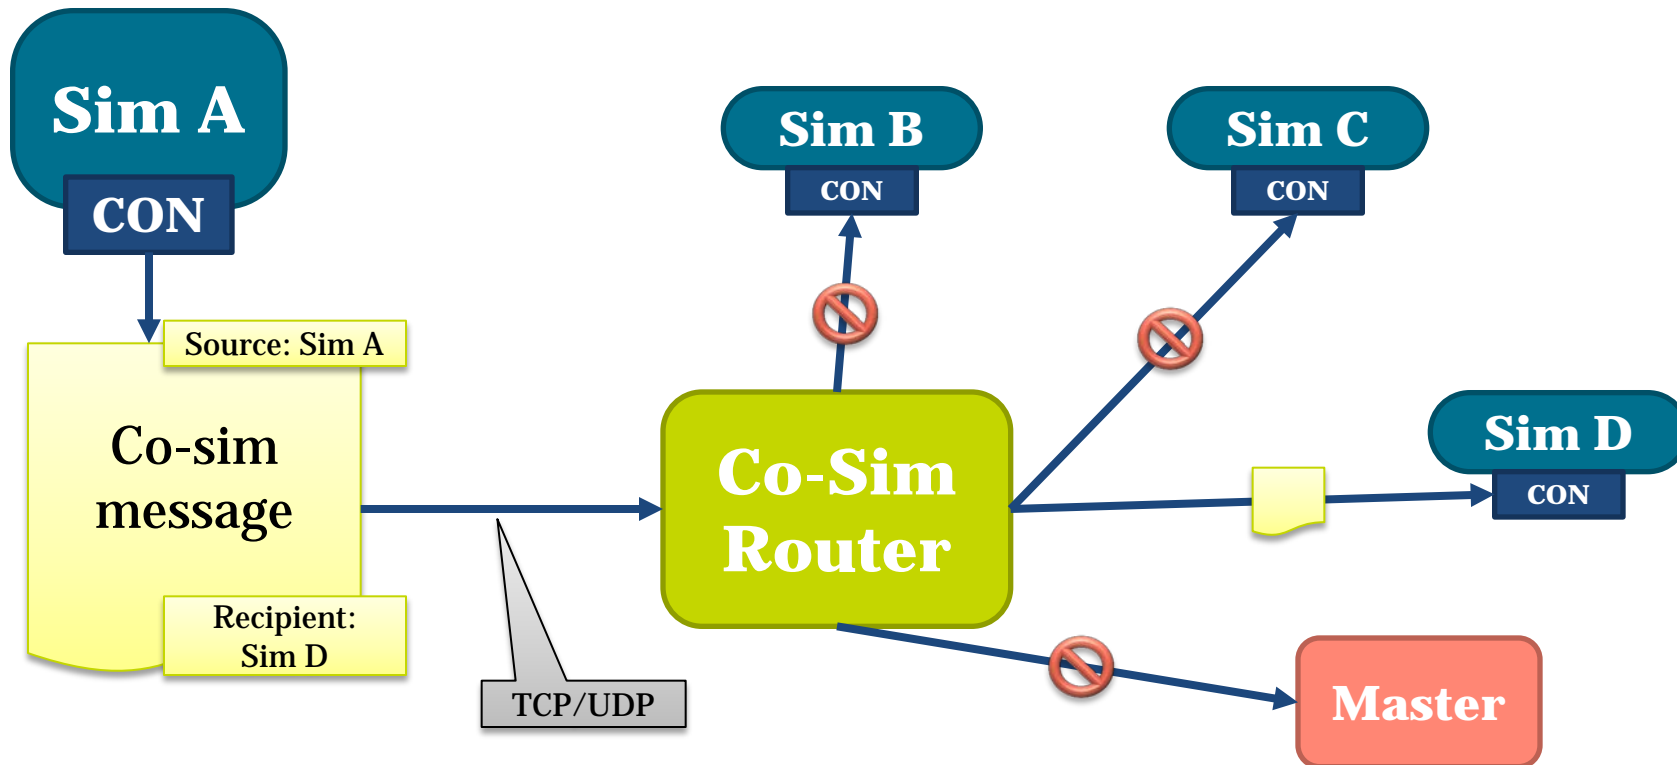 Sim A
CON
Source: Sim A
Co-sim
message
Recipient:
Sim D
TCP/UDP
Co-Sim
Router
Sim B
CON
Sim C
CON
Sim D
CON
Master